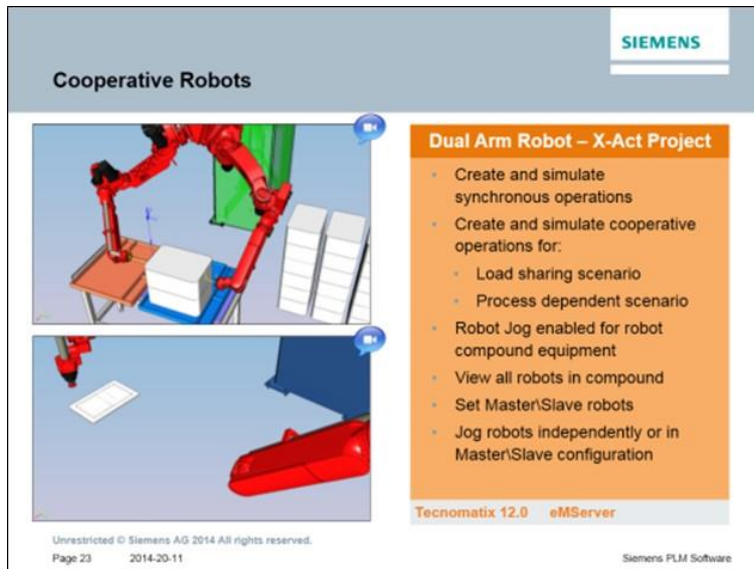 SIEMENS
Cooperative Robots
Dual Arm Robot – X-Act Project
Create and simulate
synchronous operations
Create and simulate cooperative
operations for:
Load sharing scenario
Process dependent scenario
Robot Jog enabled for robot
compound equipment
View all robots in compound
Set Master\Slave robots
Jog robots independently or in
Master\Slave configuration
Tecnomatix 12.0 eMServer
Unrestricted © Siemens AG 2014 All rights reserved.
Page 23 2014-20-11 Siemens PLM Software